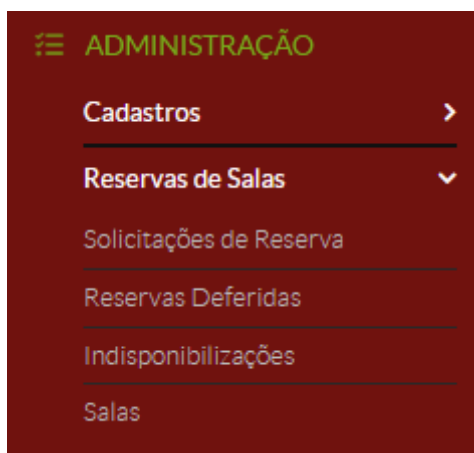 ADMINISTRAÇÃO
Cadastros
Reservas de Salas
Solicitações de Reserva
Reservas Deferidas
Indisponibilizações
Salas